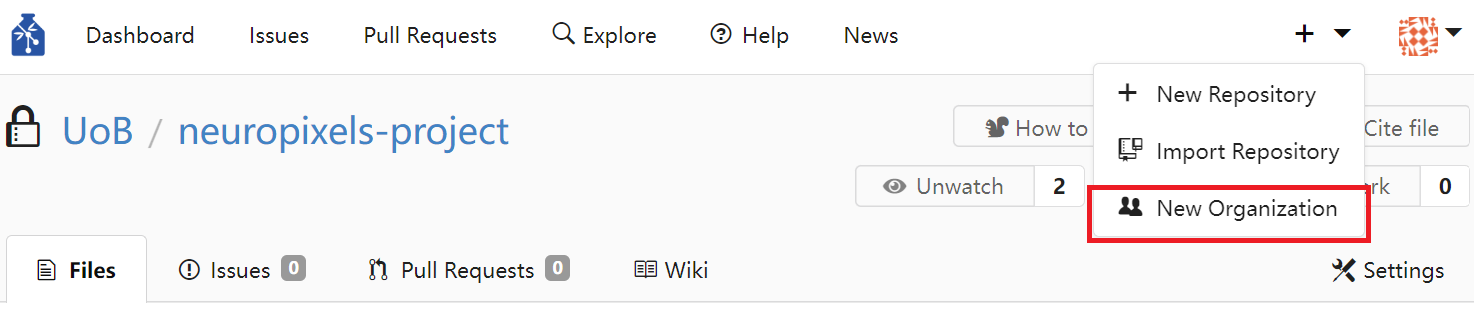 Dashboard Issues Pull Requests Explore Help News
New Repository
UoB / neuropixels-project
How to Cite file
Import Repository
Unwatch 2 rk 0
New Organization
Files Issues 0 Pull Requests 0 Wiki Settings